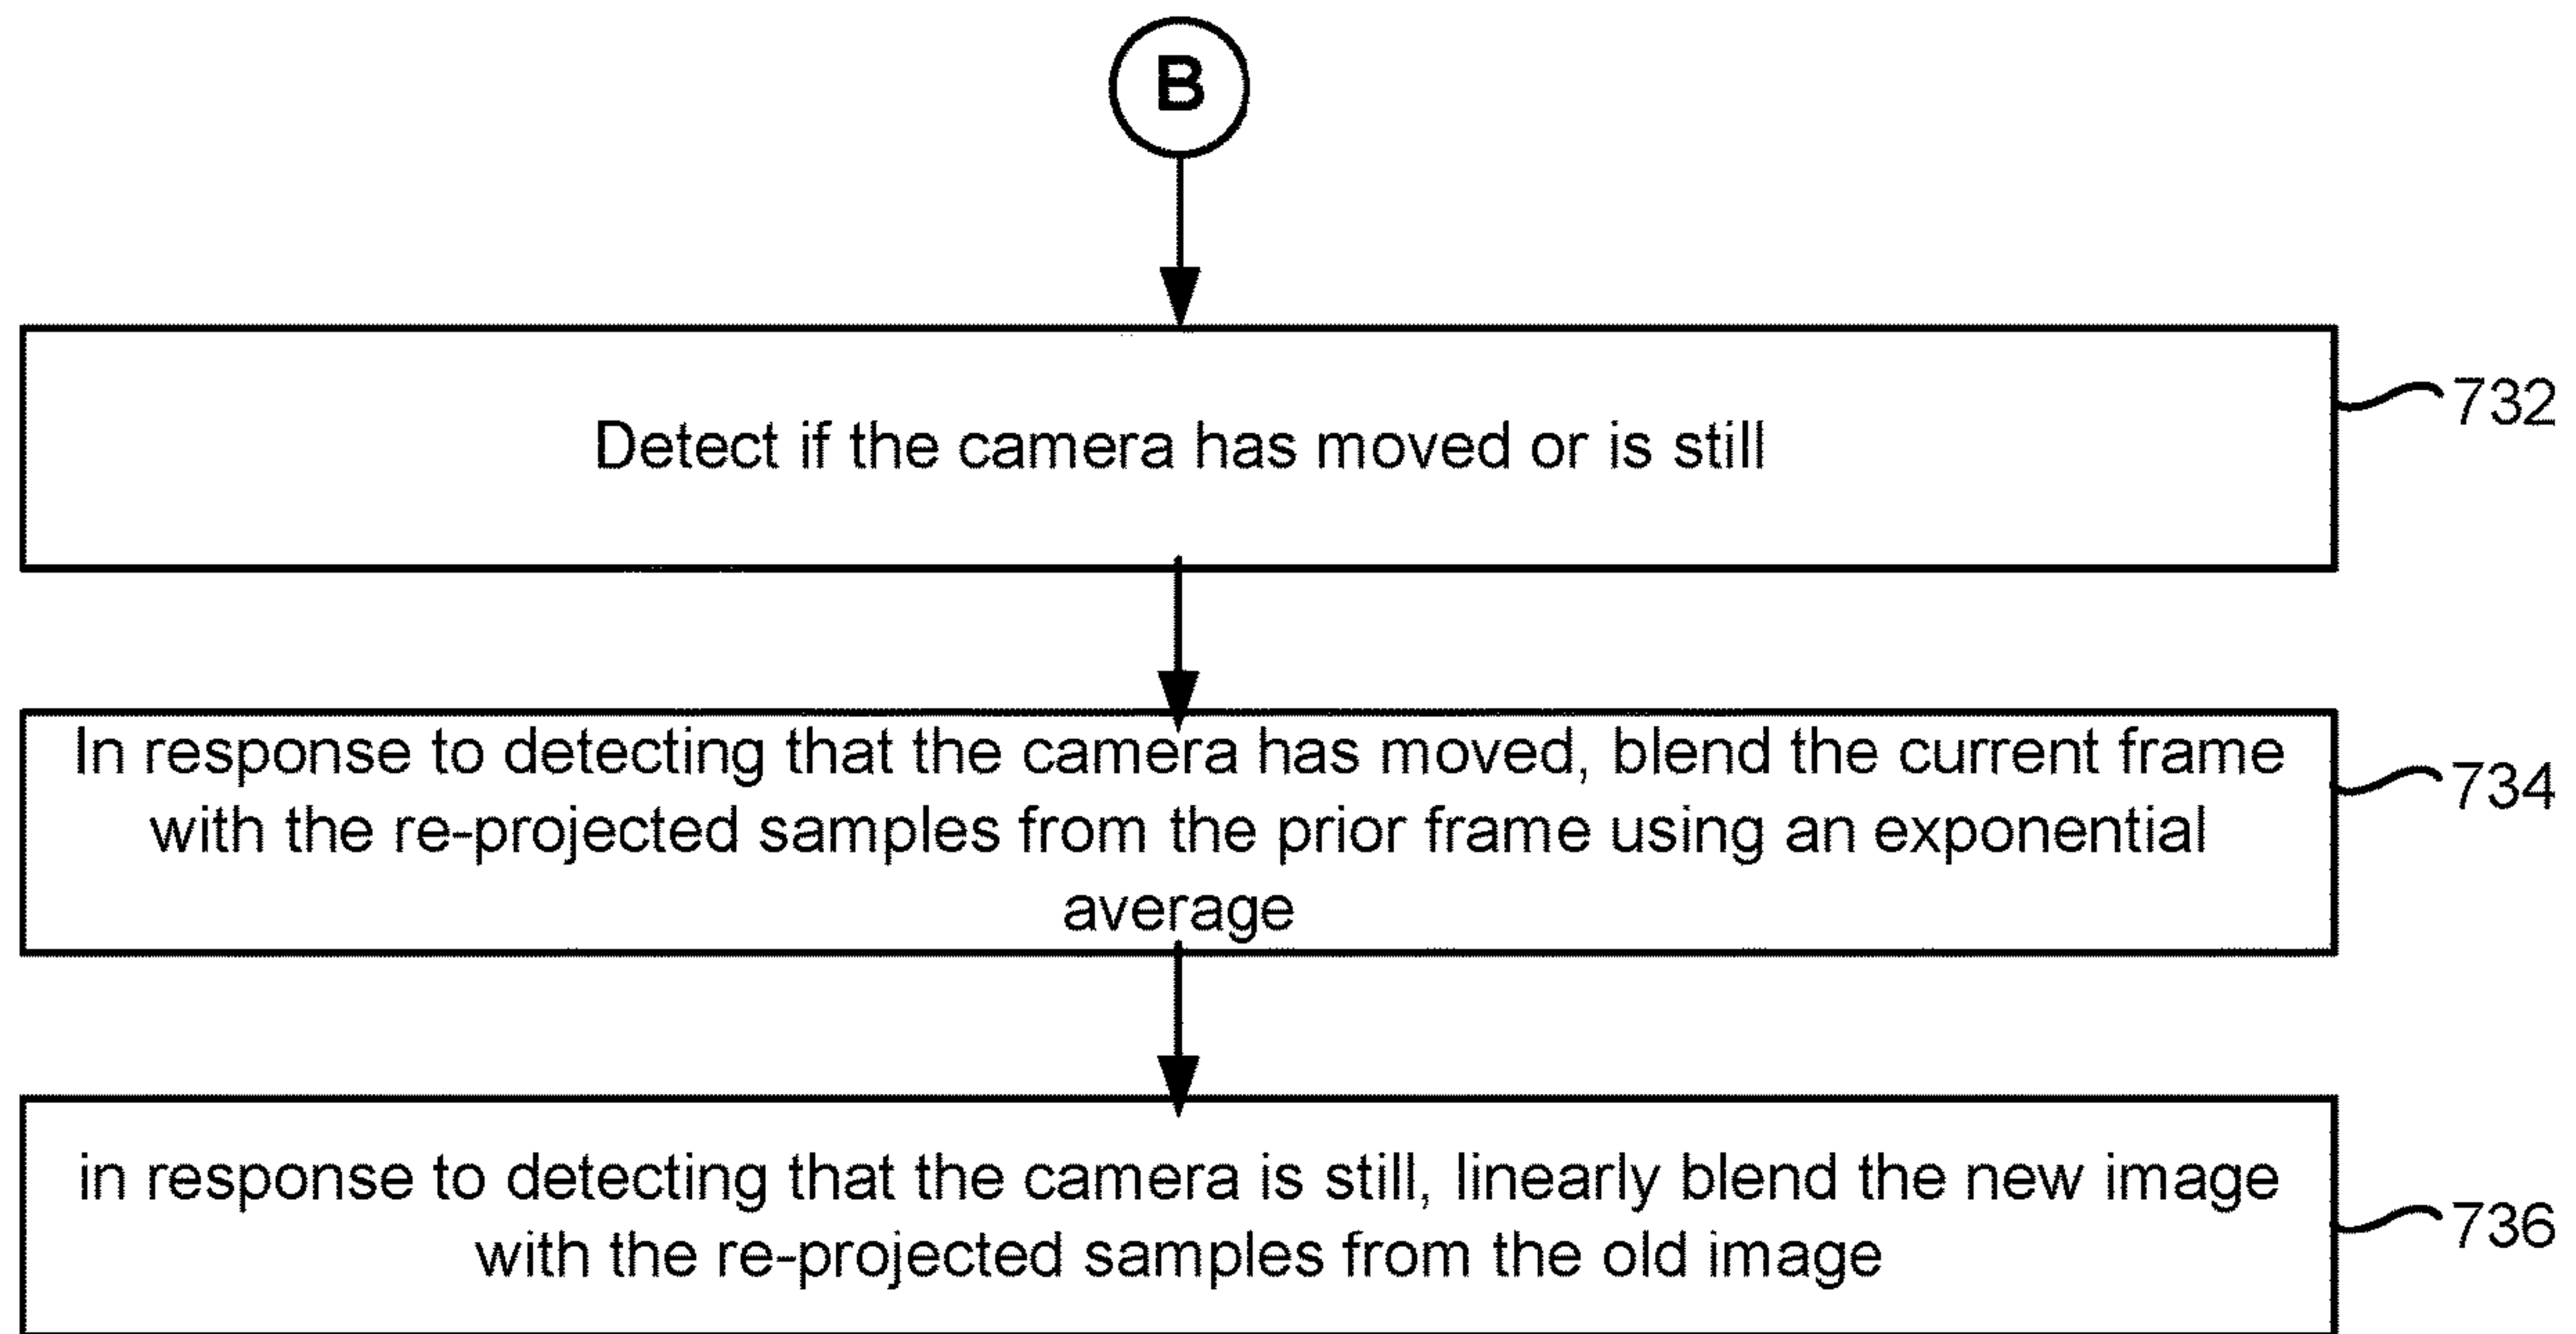 B
Detect if the camera has moved or is still
732
In response to detecting that the camera has moved, blend the current frame
with the re-projected samples from the prior frame using an exponential
average
734
in response to detecting that the camera is still, linearly blend the new image
with the re-projected samples from the old image
736